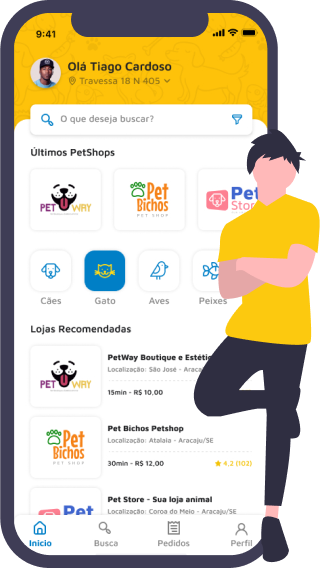 9:41
Olá Tiago Cardoso
Travessa 18 N 405
O que deseja buscar?
Últimos PetShops
PET WAY
Pet Bichos
PET SHOP
Pet
Store
Cães
Gato
Aves
Peixes
Lojas Recomendadas
PET WAY
PetWay Boutique e Estétic
Localização: São José - Aracaj
15min - R$ 10,00
Pet
Bichos
PET SHOP
Pet Bichos Petshop
Localização: Atalaia - Aracaju/SE
30min - R$ 12,00
4,2 (102)
Pet
Pet Store - Sua loja animal
Localização: Coroa do Meio - Aracaju/SE
Início
Busca
Pedidos
Perfil